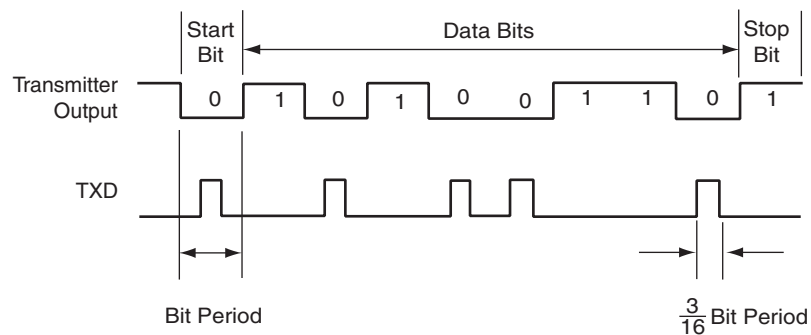 Start
Bit
Data Bits
Stop
Bit
Transmitter
Output
0 1 0 1 0 0 1 1 0 1
TXD
Bit Period
3
16 Bit Period